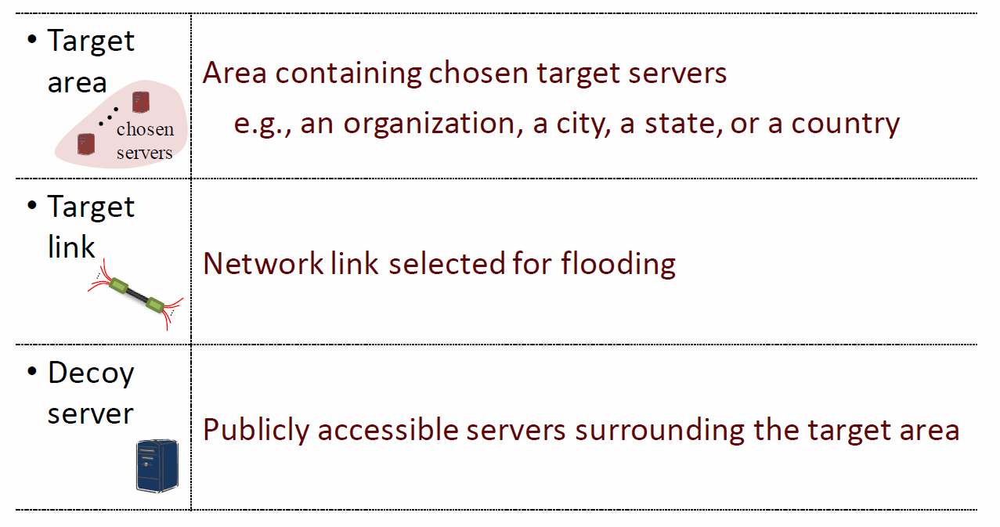 • Target
area
chosen
servers
Area containing chosen target servers
e.g., an organization, a city, a state, or a country
• Target
link
Network link selected for flooding
• Decoy
server
Publicly accessible servers surrounding the target area